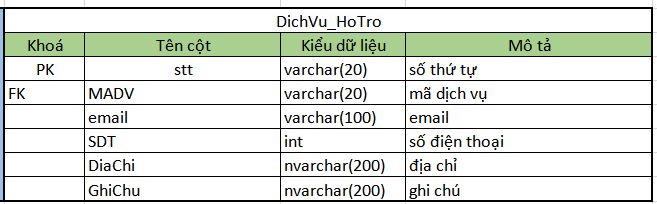 DichVu_HoTro
Khoá Tên cột Kiểu dữ liệu Mô tả
PK stt varchar(20) số thứ tự
FK MADV varchar(20) mã dịch vụ
email varchar(100) email
SDT int số điện thoại
DiaChi nvarchar(200) địa chỉ
GhiChu nvarchar(200) ghi chú